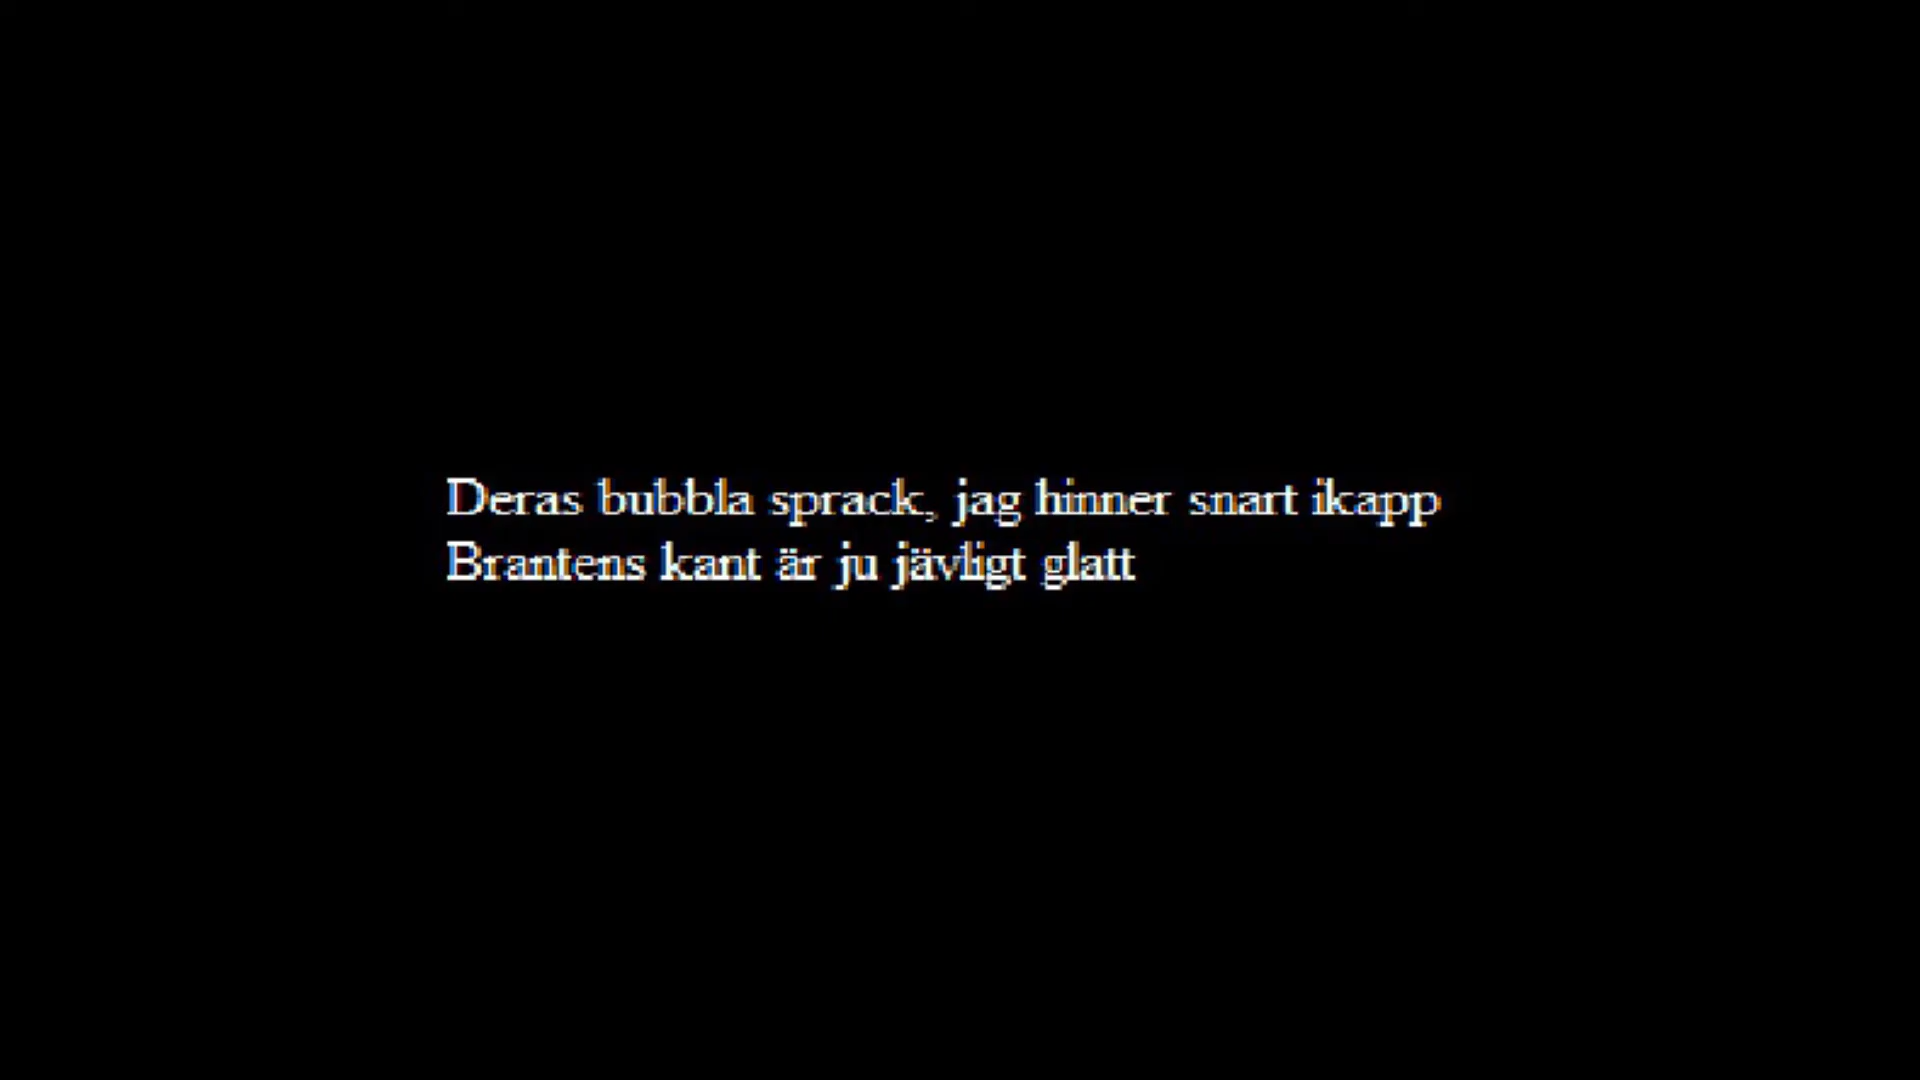 Deras bubbla sprack, jag hinner snart ikapp
Brantens kant är ju jävligt glatt